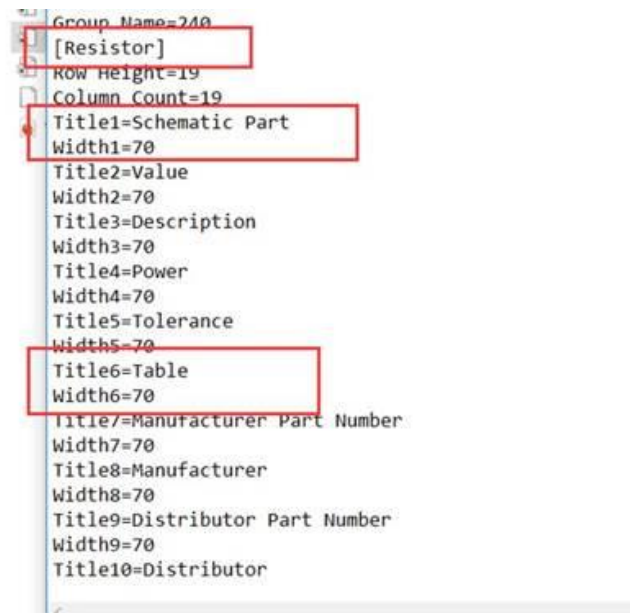 Group Name=240
[Resistor]
Row Height=19
Column Count=19
Title1=Schematic Part
Width1=70
Title2=Value
Width2=70
Title3=Description
Width3=70
Title4=Power
Width4=70
Title5=Tolerance
Width5=70
Title6=Table
Width6=70
Title7=Manufacturer Part Number
Width7=70
Title8=Manufacturer
Width8=70
Title9=Distributor Part Number
Width9=70
Title10=Distributor